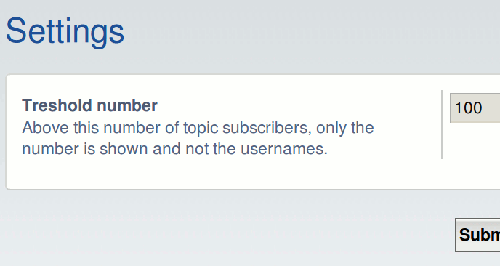 Settings
Treshold number
Above this number of topic subscribers, only the
number is shown and not the usernames.
100
Subm